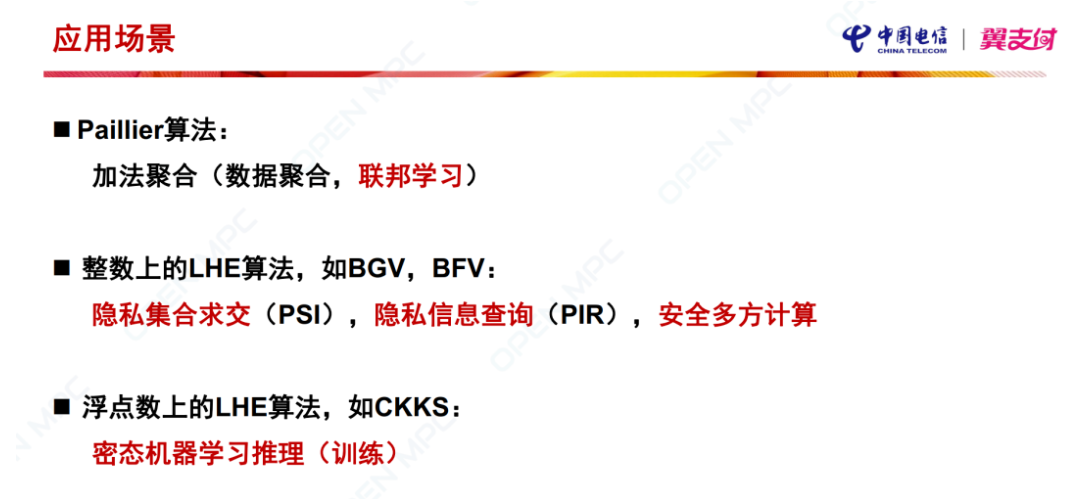 应用场景
中国电信
CHINA TELECOM
翼支付
■ Paillier算法：
加法聚合（数据聚合，联邦学习）
■ 整数上的LHE算法，如BGV，BFV：
隐私集合求交（PSI），隐私信息查询（PIR），安全多方计算
■ 浮点数上的LHE算法，如CKKS：
密态机器学习推理（训练）
OPEN MPC
OPEN MPC
OPEN MPC
OPEN MPC